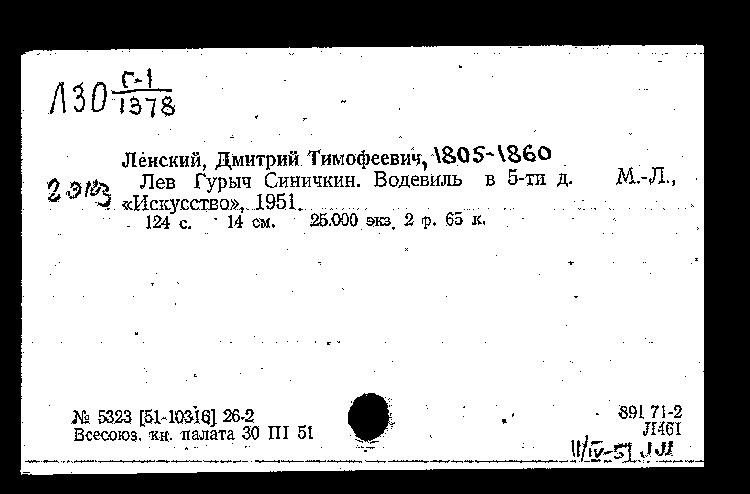 Л30 Г-1/1378
Ленский, Дмитрий Тимофеевич, 1805-1860
2 экз
Лев Гурыч Синичкин. Водевиль в 5-ти д. М.-Л.,
«Искусство», 1951.
124 с. 14 см. 25.000 экз. 2 р. 65 к.
№ 5323 [51-10316] 26-2
891 71-2
Всесоюз. кн. палата 30 III 51
Л461
11/IV-51